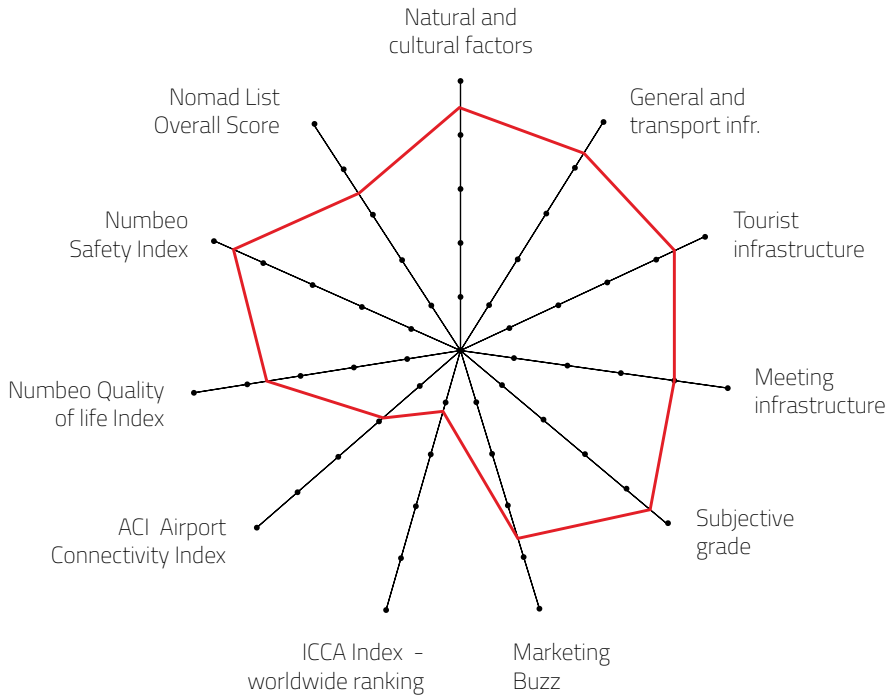 Natural and
cultural factors
General and
transport infr.
Tourist
infrastructure
Meeting
infrastructure
Subjective
grade
Marketing
Buzz
ICCA Index -
worldwide ranking
ACI Airport
Connectivity Index
Numbeo Quality
of life Index
Numbeo
Safety Index
Nomad List
Overall Score